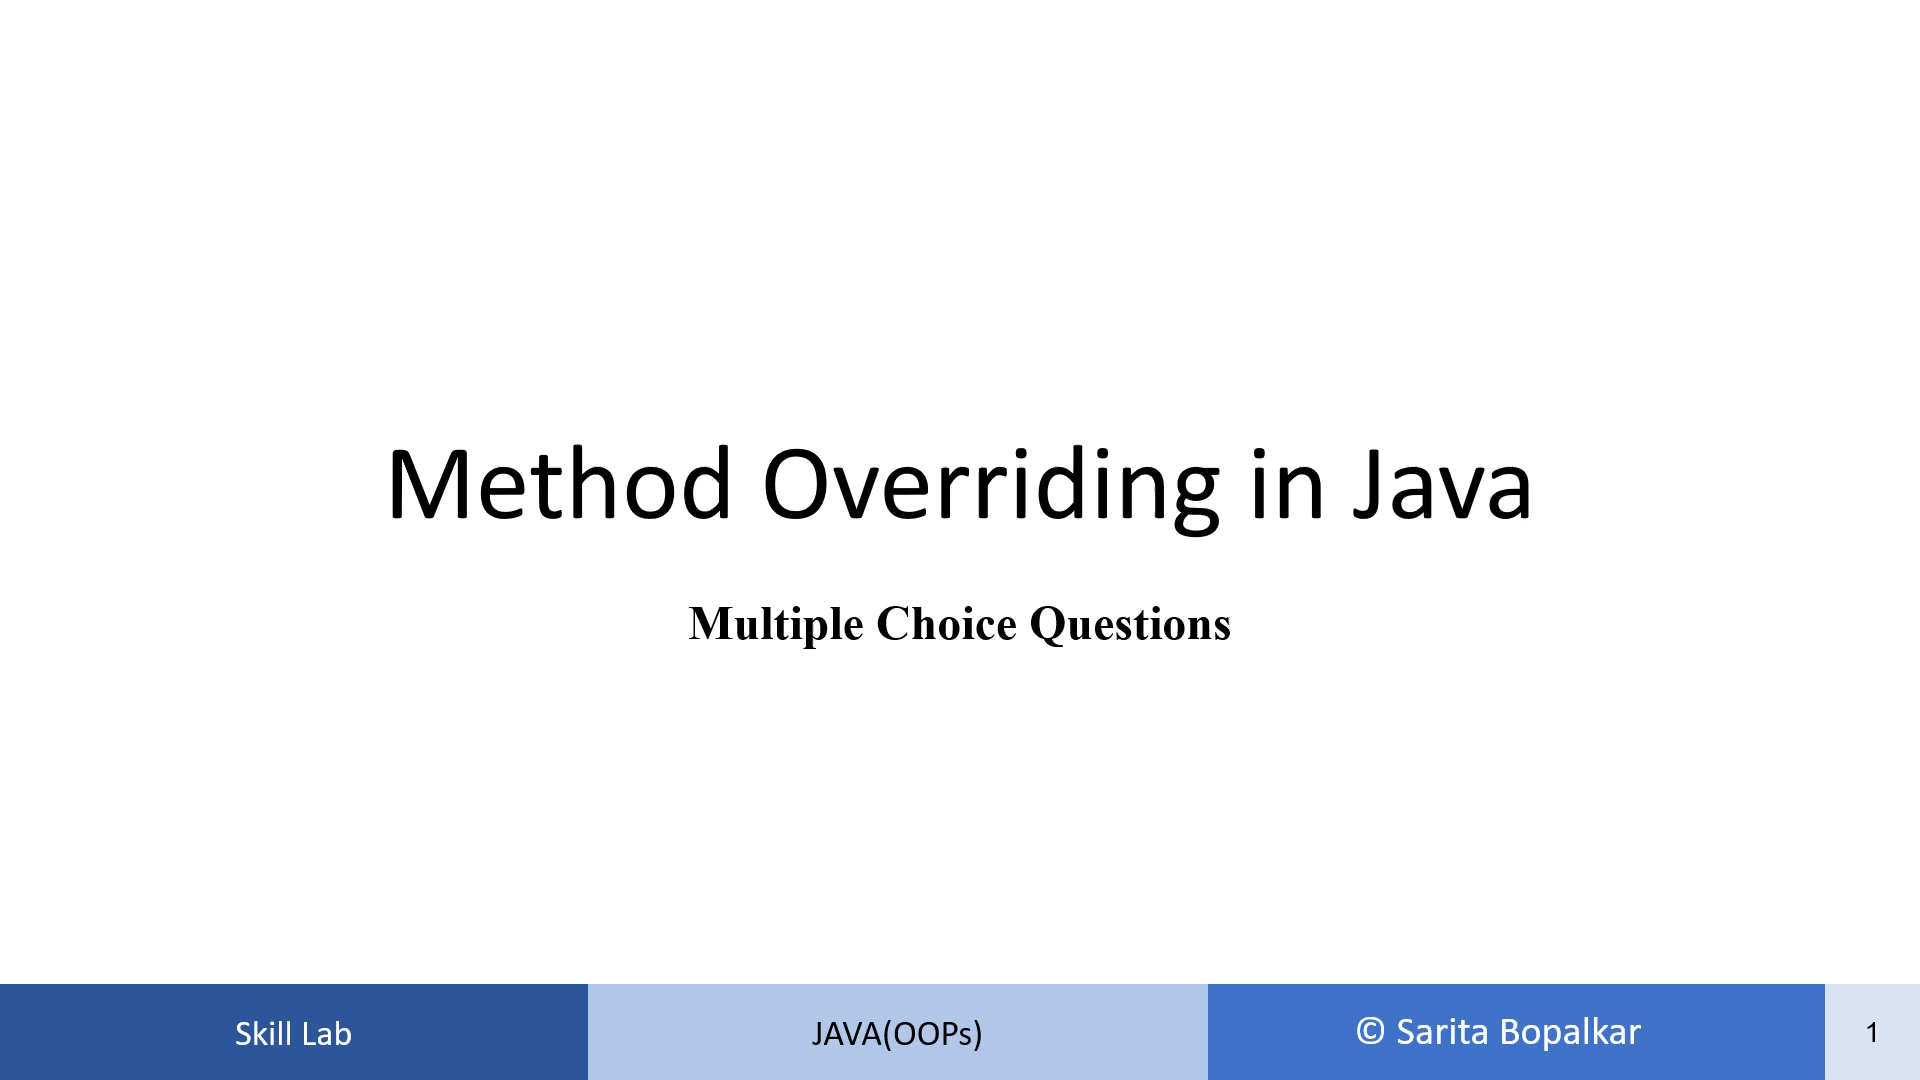 Method Overriding in Java
Multiple Choice Questions
Skill Lab
JAVA(OOPs)
© Sarita Bopalkar
1